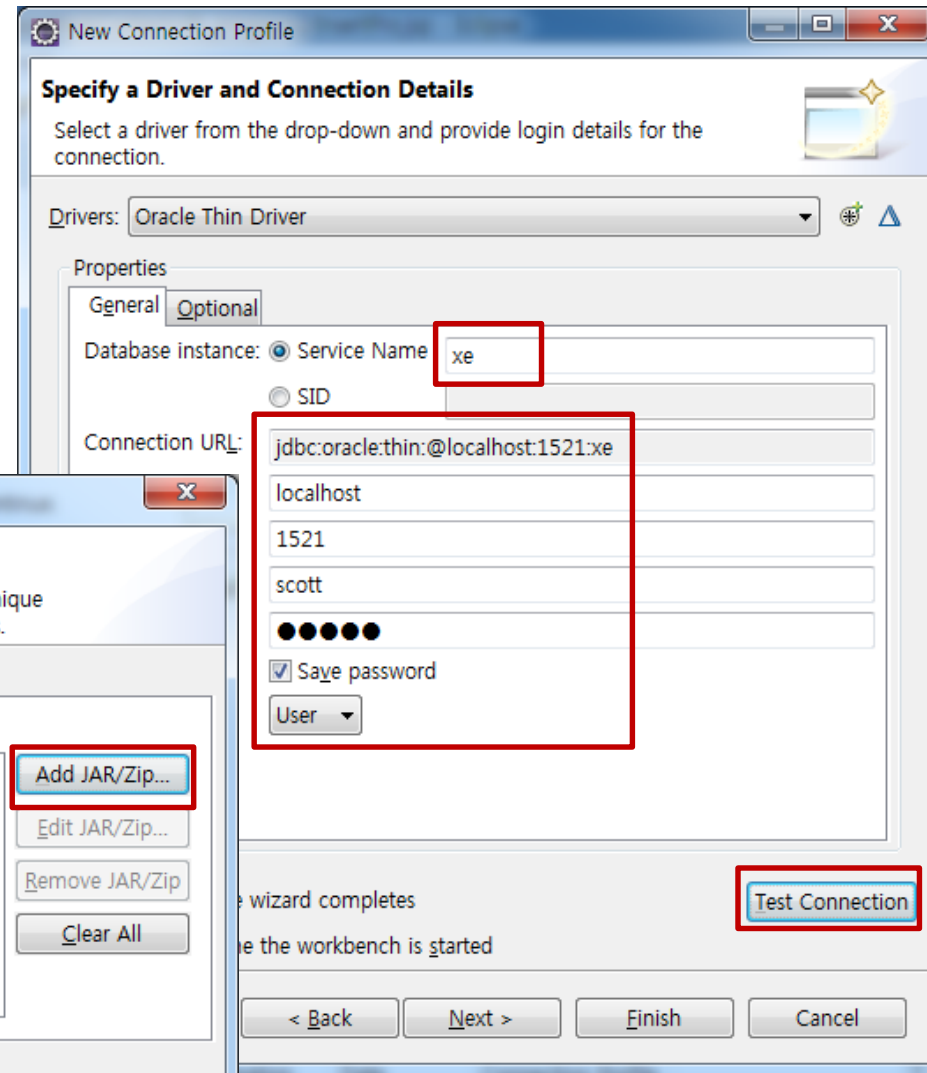 New Connection Profile
Specify a Driver and Connection Details
Select a driver from the drop-down and provide login details for the
connection.
Drivers: Oracle Thin Driver
Properties
General Optional
Database instance: Service Name xe
SID
Connection URL: jdbc:oracle:thin:@localhost:1521:xe
localhost
1521
scott
●●●●●
Save password
User
Add JAR/Zip...
Edit JAR/Zip...
Remove JAR/Zip
Clear All
wizard completes
the workbench is started
Test Connection
< Back Next > Finish Cancel